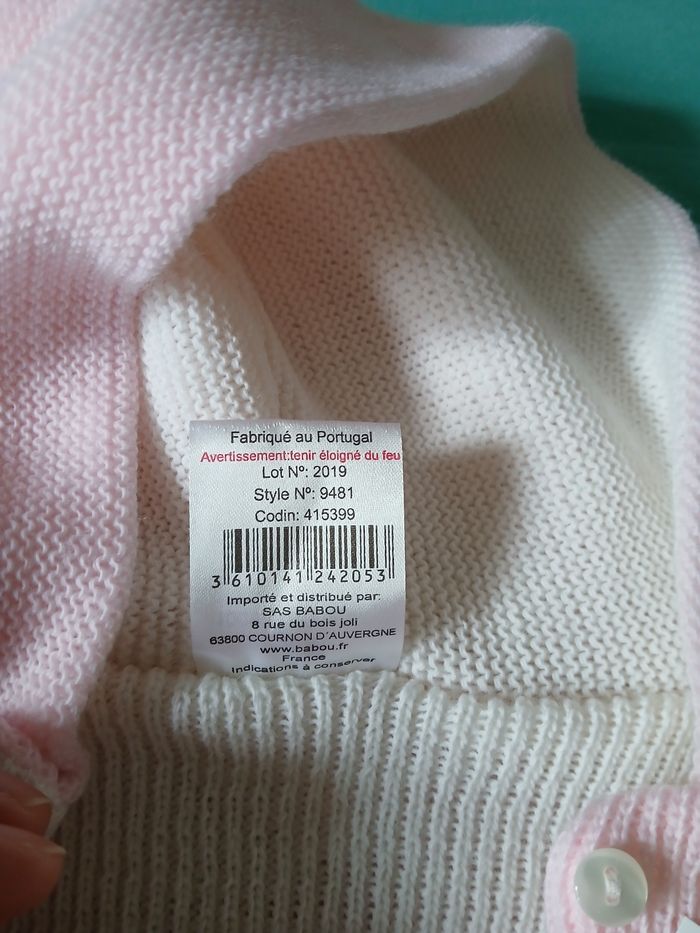 Fabriqué au Portugal
Avertissement:tenir éloigné du feu
Lot Nº: 2019
Style Nº: 9481
Codin: 415399
3 610141 242053
Importé et distribué par:
SAS BABOU
8 rue du bois joli
63800 COURNON D´AUVERGNE
www.babou.fr
France
Indications à conserver